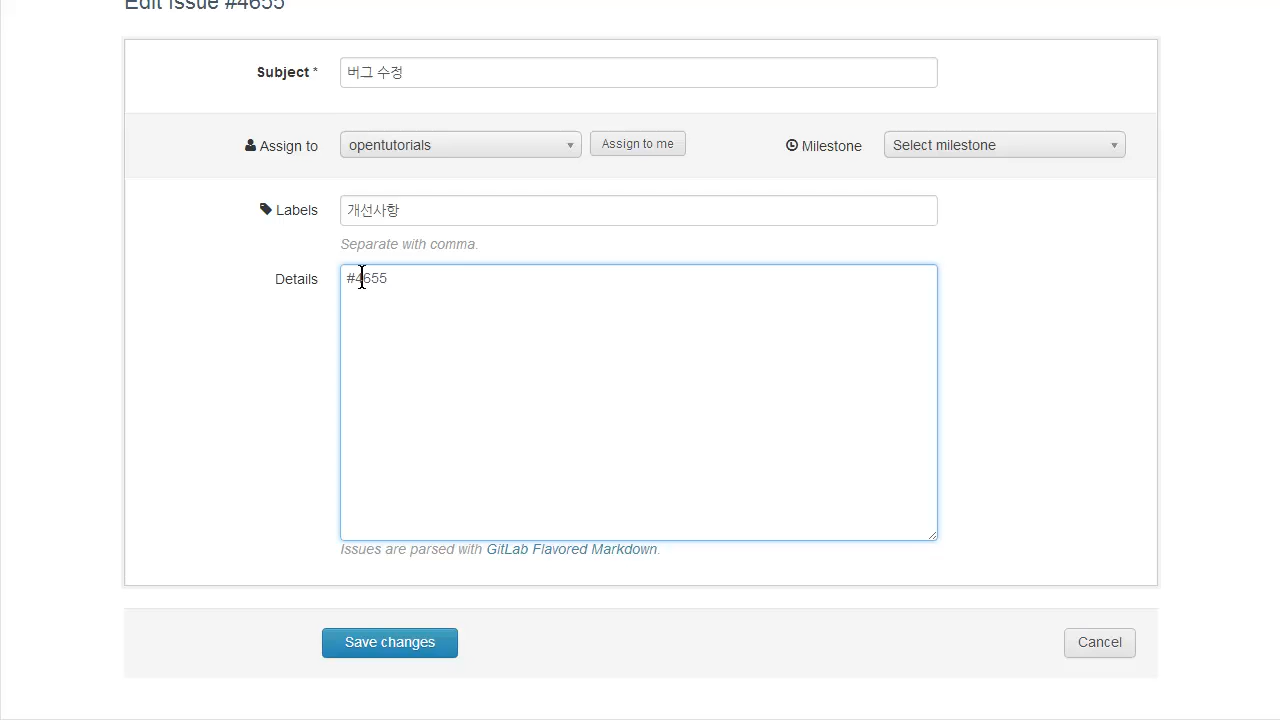 Edit Issue #4655
Subject * 버그 수정
Assign to opentutorials Assign to me Milestone Select milestone
Labels 개선사항
Separate with comma.
Details #4655
Issues are parsed with GitLab Flavored Markdown.
Save changes Cancel